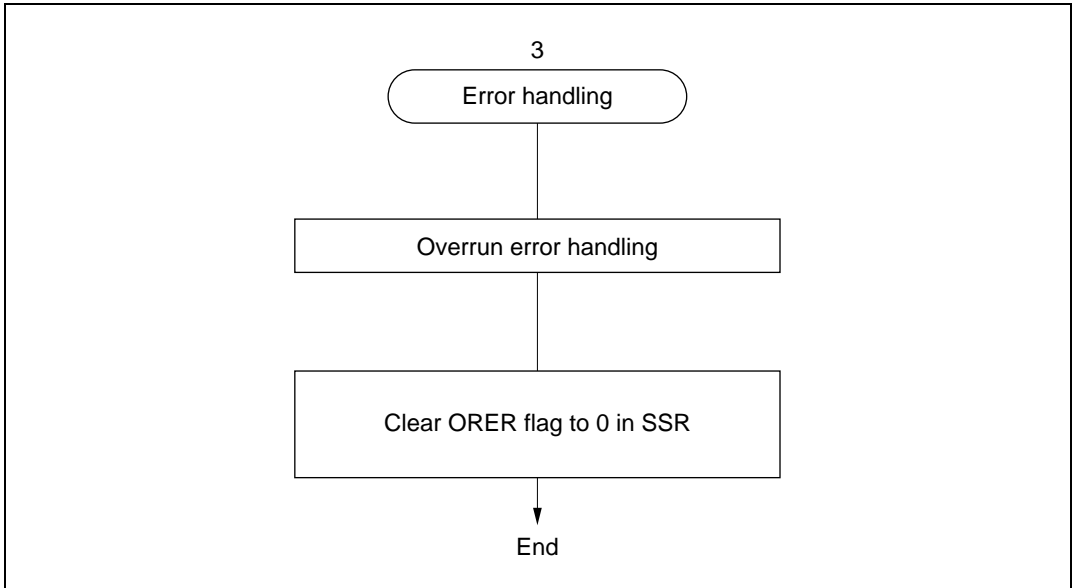 3
Error handling
Overrun error handling
Clear ORER flag to 0 in SSR
End